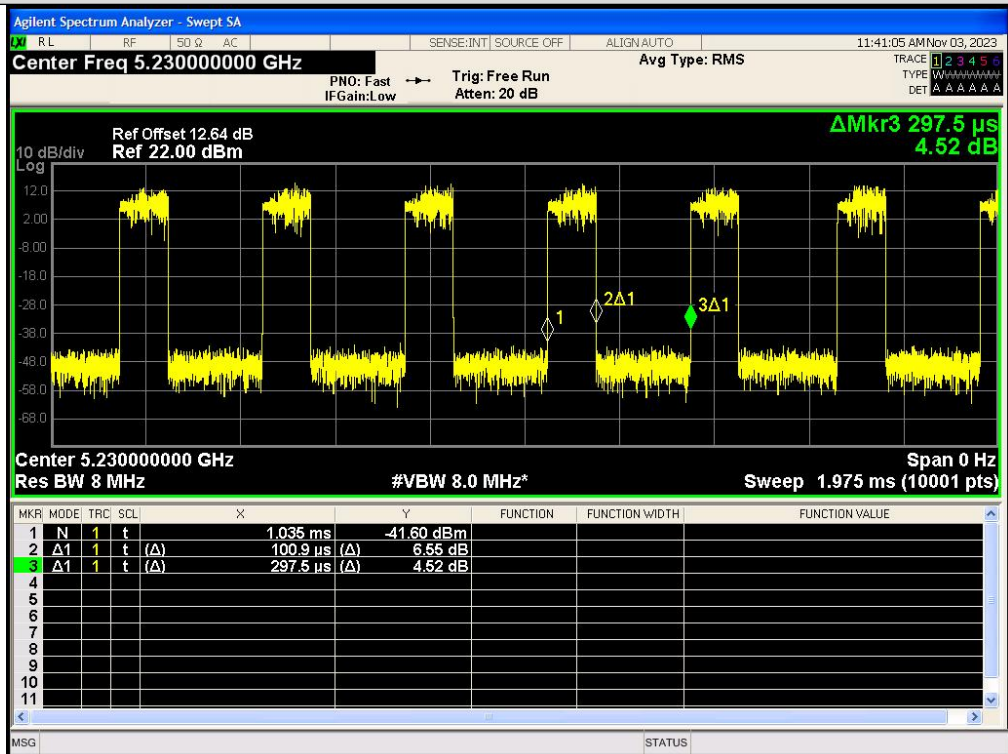 Agilent Spectrum Analyzer - Swept SA
LXI RL RF 50 Ω AC SENSE:INT SOURCE OFF ALIGN AUTO 11:41:05 AM Nov 03, 2023
Center Freq 5.230000000 GHz
Avg Type: RMS
TRACE 1 2 3 4 5 6
PNO: Fast
Trig: Free Run
TYPE
IFGain:Low
Atten: 20 dB
DET A A A A A A
ΔMkr3 297.5 µs
Ref Offset 12.64 dB
4.52 dB
10 dB/div Ref 22.00 dBm
Log
12.0
2.00
-8.00
-18.0
-28.0
-38.0
-48.0
-58.0
-68.0
1
2Δ1
3Δ1
Center 5.230000000 GHz Span 0 Hz
Res BW 8 MHz #VBW 8.0 MHz* Sweep 1.975 ms (10001 pts)
MKR MODE TRC SCL X Y FUNCTION FUNCTION WIDTH FUNCTION VALUE
1 N 1 t 1.035 ms -41.60 dBm
2 Δ1 1 t (Δ) 100.9 µs (Δ) 6.55 dB
3 Δ1 1 t (Δ) 297.5 µs (Δ) 4.52 dB
4
5
6
7
8
9
10
11
MSG STATUS